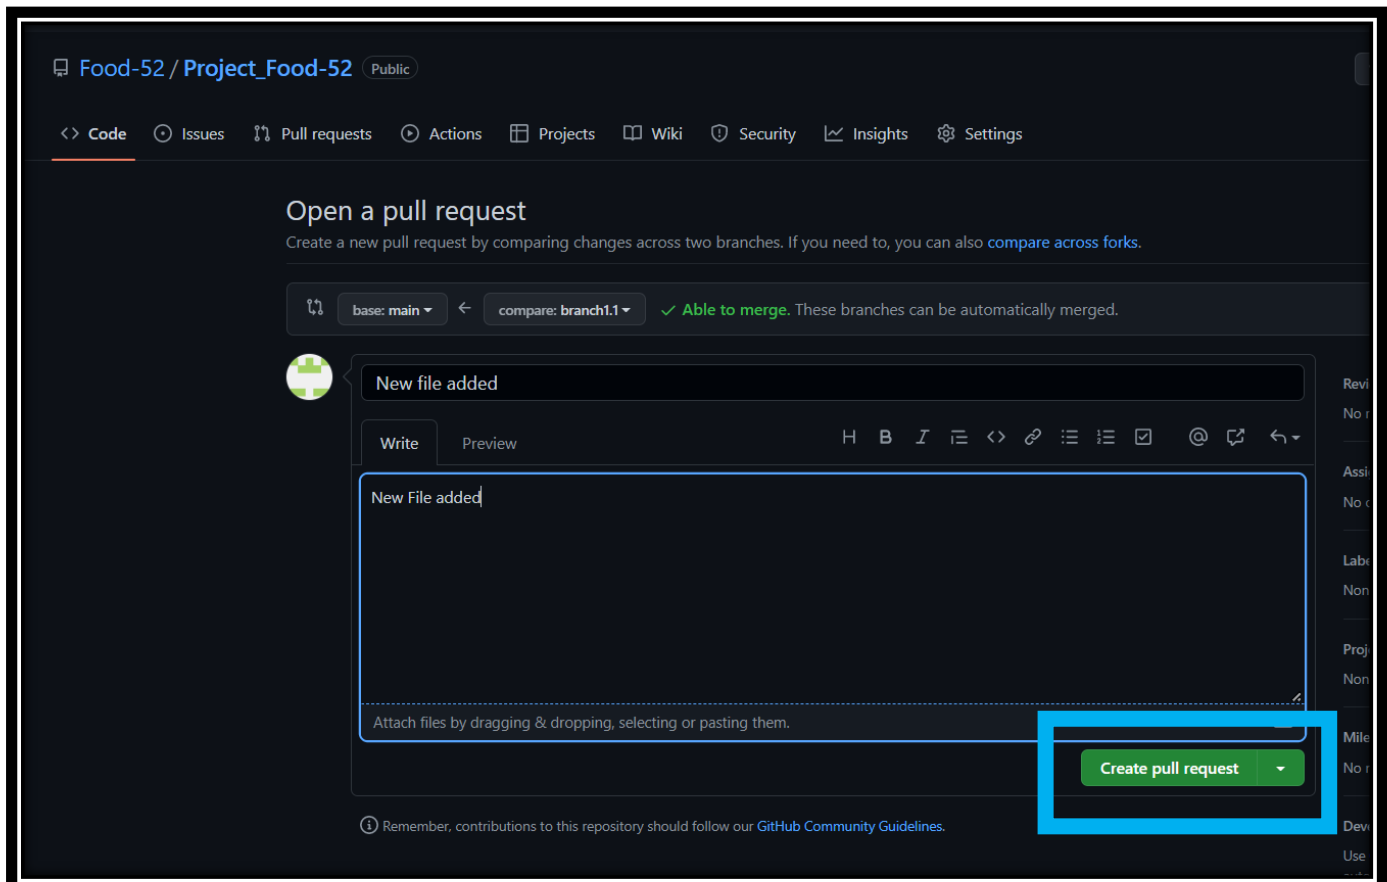 Food-52 / Project_Food-52 Public
Code Issues Pull requests Actions Projects Wiki Security Insights Settings
Open a pull request
Create a new pull request by comparing changes across two branches. If you need to, you can also compare across forks.
base: main compare: branch1.1 Able to merge. These branches can be automatically merged.
New file added
Write Preview
New File added
Attach files by dragging & dropping, selecting or pasting them.
Create pull request
Remember, contributions to this repository should follow our GitHub Community Guidelines.
No
No
No
Use